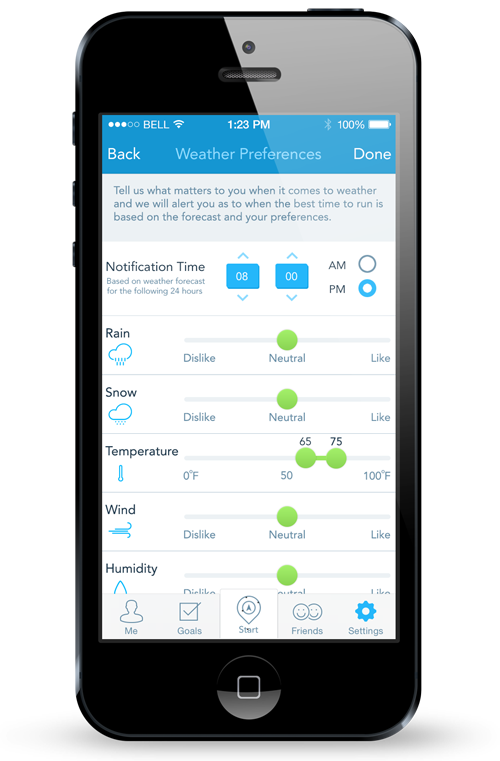 BELL 1:23 PM 100%
Back Weather Preferences Done
Tell us what matters to you when it comes to weather
and we will alert you as to when the best time to run is
based on the forecast and your preferences.
Notification Time
Based on weather forecast
for the following 24 hours
08 00
AM
PM
Rain
Dislike Neutral Like
Snow
Dislike Neutral Like
Temperature
65 75
0°F 50 100°F
Wind
Dislike Neutral Like
Humidity
Dislike Neutral Like
Me Goals Start Friends Settings